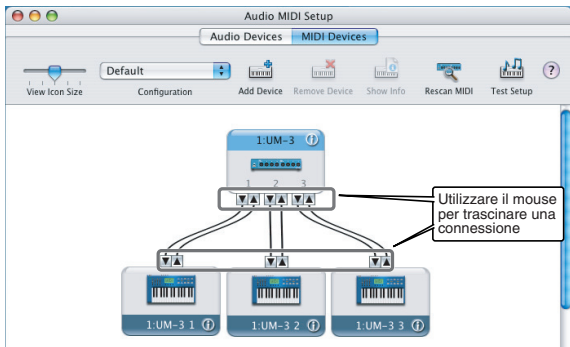 Audio MIDI Setup
Audio Devices MIDI Devices
Default
View Icon Size Configuration Add Device Remove Device Show Info Rescan MIDI Test Setup ?
1:UM-3 i
1 2 3
Utilizzare il mouse
per trascinare una
connessione
1:UM-3 1 i 1:UM-3 2 i 1:UM-3 3 i